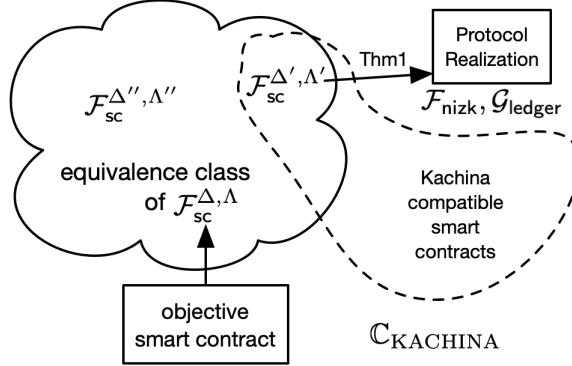 Protocol
Realization
Thm1
ℱ_sc^{Δ′,Λ′}
ℱ_nizk, 𝒢_ledger
ℱ_sc^{Δ′′,Λ′′}
equivalence class
of ℱ_sc^{Δ,Λ}
Kachina
compatible
smart
contracts
objective
smart contract
ℂ_KACHINA